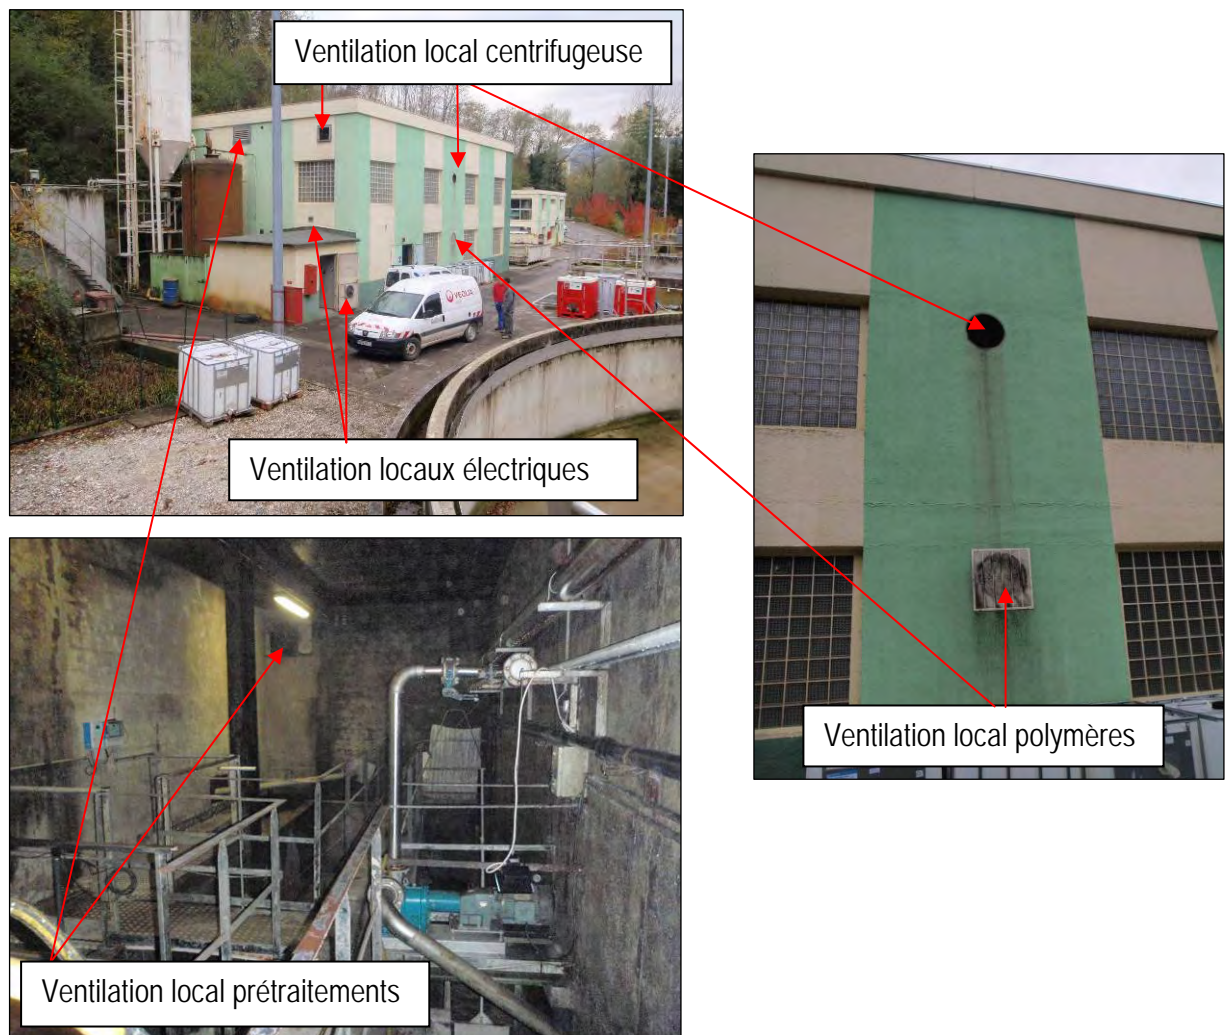 Ventilation local centrifugeuse
VEOLIA
Ventilation locaux électriques
Ventilation local polymères
Ventilation local prétraitements